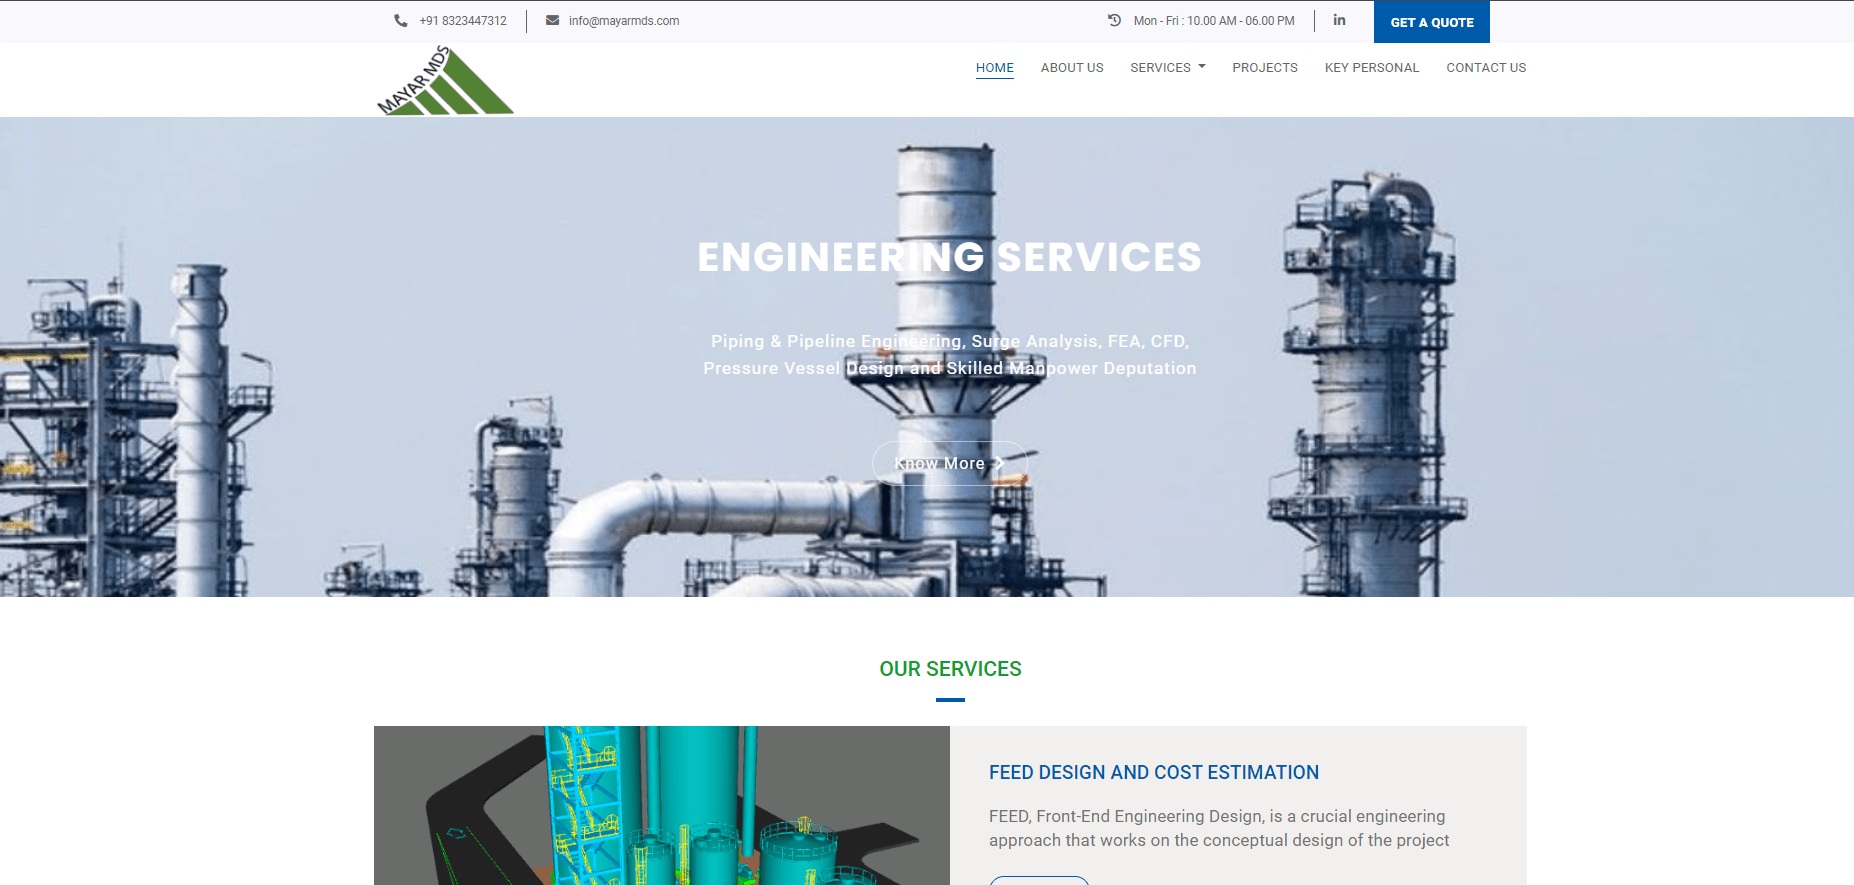 +91 8323447312
info@mayarmds.com
Mon - Fri : 10.00 AM - 06.00 PM
in
GET A QUOTE
MAYAR MDS
HOME
ABOUT US
SERVICES
PROJECTS
KEY PERSONAL
CONTACT US
ENGINEERING SERVICES
Piping & Pipeline Engineering, Surge Analysis, FEA, CFD,
Pressure Vessel Design and Skilled Manpower Deputation
Know More
OUR SERVICES
FEED DESIGN AND COST ESTIMATION
FEED, Front-End Engineering Design, is a crucial engineering
approach that works on the conceptual design of the project